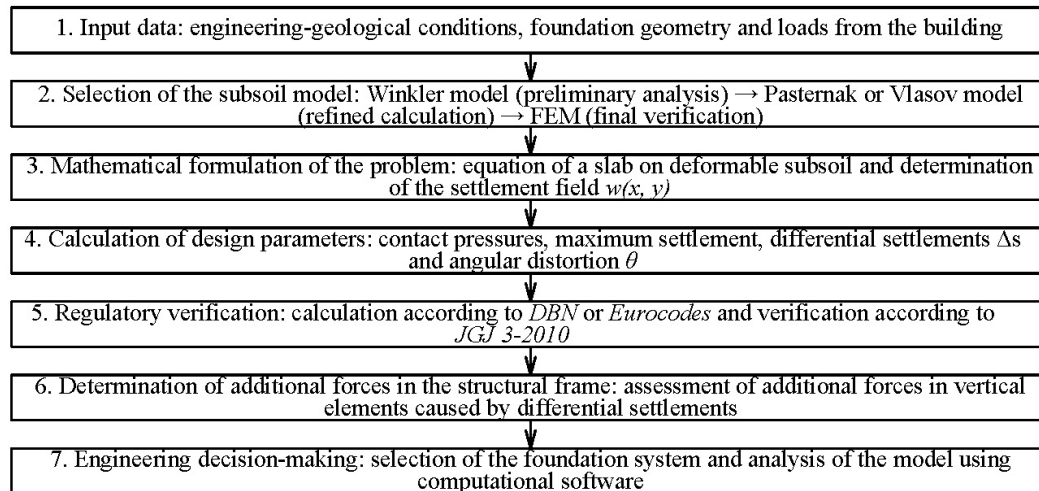 1. Input data: engineering-geological conditions, foundation geometry and loads from the building
2. Selection of the subsoil model: Winkler model (preliminary analysis) → Pasternak or Vlasov model
(refined calculation) → FEM (final verification)
3. Mathematical formulation of the problem: equation of a slab on deformable subsoil and determination
of the settlement field w(x, y)
4. Calculation of design parameters: contact pressures, maximum settlement, differential settlements Δs
and angular distortion θ
5. Regulatory verification: calculation according to DBN or Eurocodes and verification according to
JGJ 3-2010
6. Determination of additional forces in the structural frame: assessment of additional forces in vertical
elements caused by differential settlements
7. Engineering decision-making: selection of the foundation system and analysis of the model using
computational software